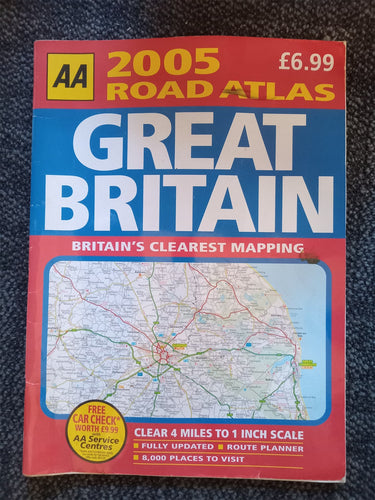 AA
2005
£6.99
ROAD ATLAS
GREAT
BRITAIN
BRITAIN'S CLEAREST MAPPING
FREE
CAR CHECK*
WORTH £9.99
AA Service
Centres
CLEAR 4 MILES TO 1 INCH SCALE
FULLY UPDATED ROUTE PLANNER
8,000 PLACES TO VISIT